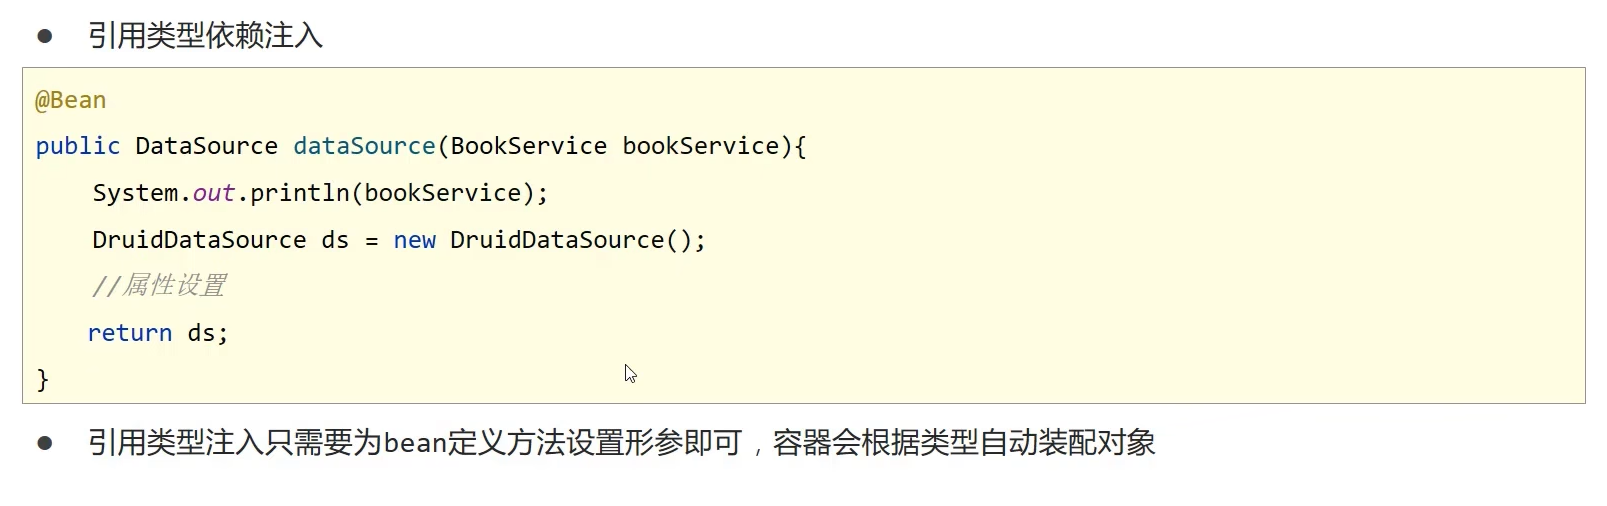 ● 引用类型依赖注入
@Bean
public DataSource dataSource(BookService bookService){
    System.out.println(bookService);
    DruidDataSource ds = new DruidDataSource();
    //属性设置
    return ds;
}
● 引用类型注入只需要为bean定义方法设置形参即可，容器会根据类型自动装配对象